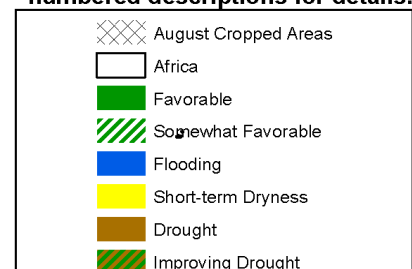 numbered descriptions for details.
August Cropped Areas
Africa
Favorable
Somewhat Favorable
Flooding
Short-term Dryness
Drought
Improving Drought